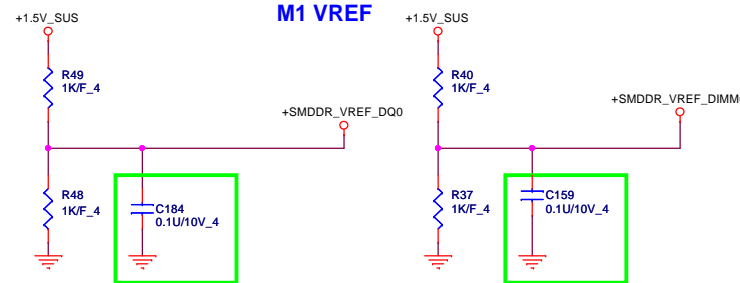 M1 VREF
+1.5V_SUS
R49
1K/F_4
+SMDDR_VREF_DQ0
R48
1K/F_4
C184
0.1U/10V_4
+1.5V_SUS
R40
1K/F_4
+SMDDR_VREF_DIMM
R37
1K/F_4
C159
0.1U/10V_4